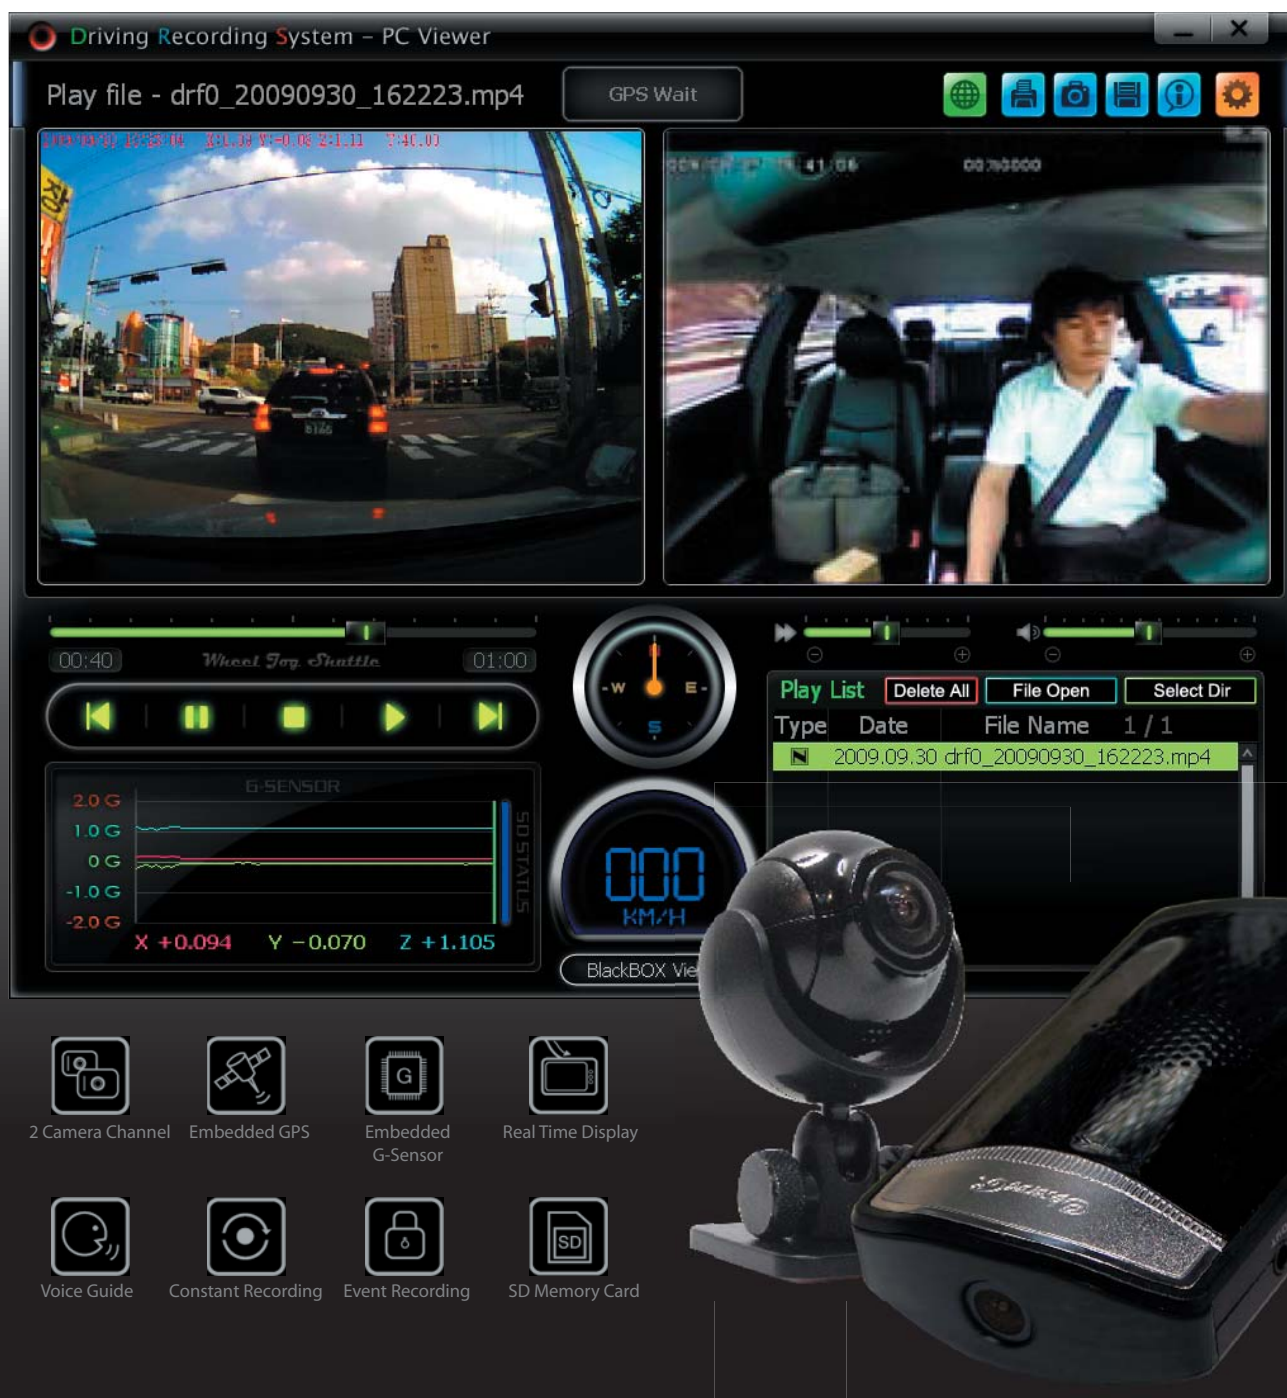 Driving Recording System – PC Viewer
Play file - drf0_20090930_162223.mp4
GPS Wait
장
00:40
Wheel Jog Shuttle
01:00
N
W
E
S
Play List
Delete All
File Open
Select Dir
Type
Date
File Name
1 / 1
N
2009.09.30 drf0_20090930_162223.mp4
G-SENSOR
2.0 G
1.0 G
0 G
-1.0 G
-2.0 G
SD STATUS
X +0.094
Y -0.070
Z +1.105
000
KM/H
BlackBOX
2 Camera Channel
Embedded GPS
G
Embedded
G-Sensor
Real Time Display
Voice Guide
Constant Recording
Event Recording
SD
SD Memory Card